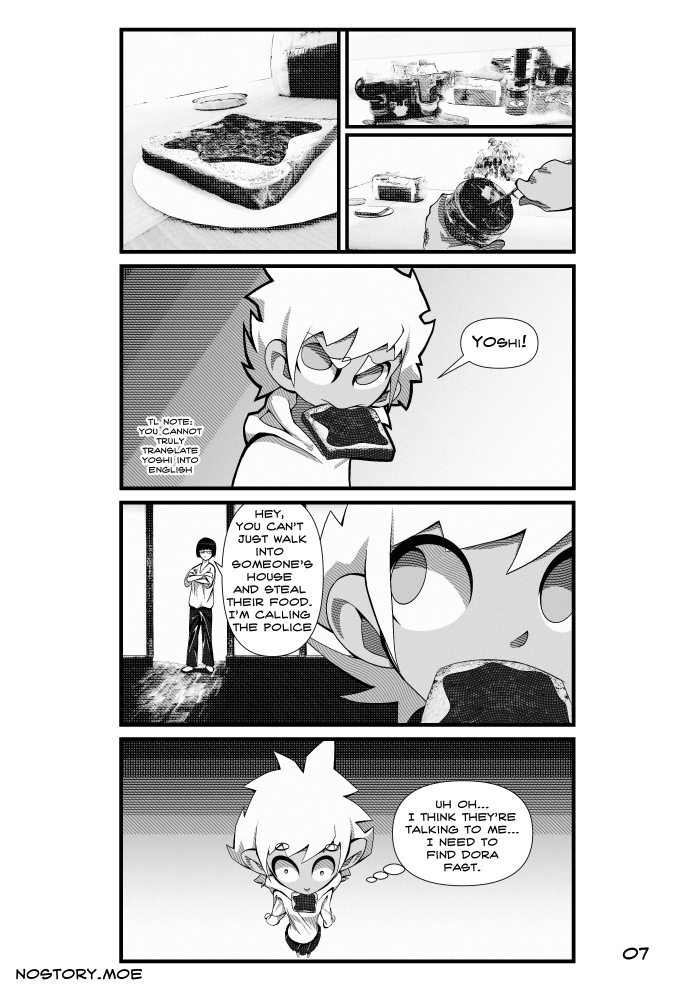 YOSHI!
TL NOTE:
YOU CANNOT
TRULY
TRANSLATE
YOSHI INTO
ENGLISH
HEY,
YOU CAN'T
JUST WALK
INTO
SOMEONE'S
HOUSE
AND STEAL
THEIR FOOD.
I'M CALLING
THE POLICE
UH OH...
I THINK THEY'RE
TALKING TO ME...
I NEED TO
FIND DORA
FAST.
07
NOSTORY.MOE